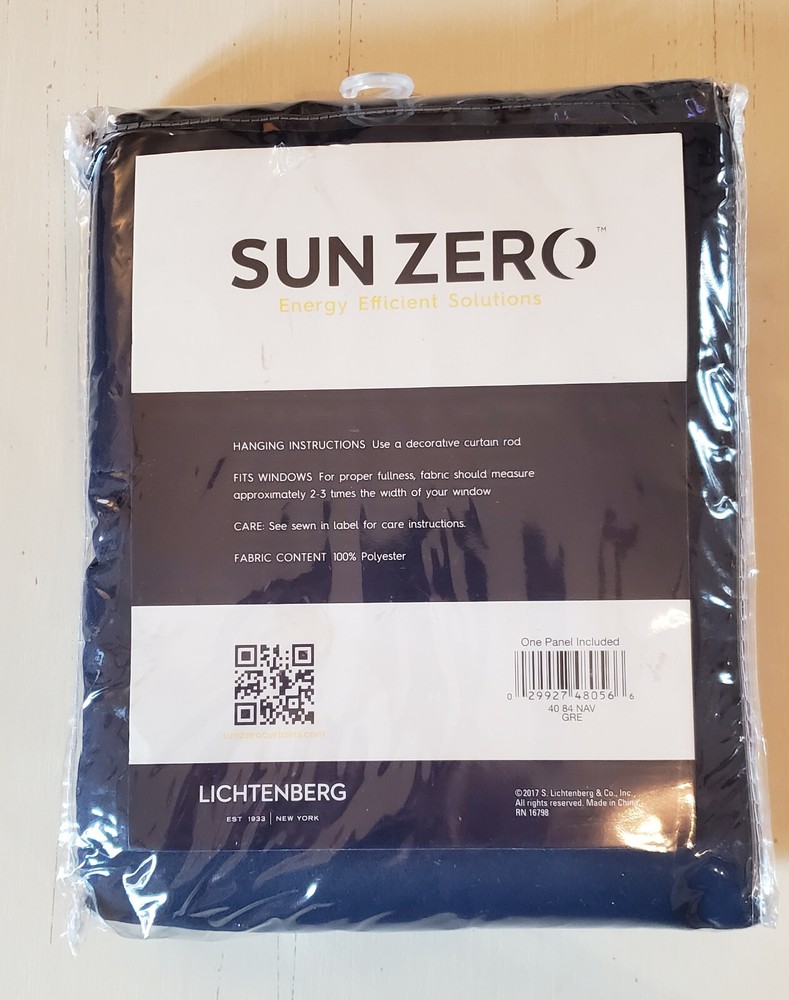 SUN ZERO™
Energy Efficient Solutions
HANGING INSTRUCTIONS Use a decorative curtain rod
FITS WINDOWS For proper fullness, fabric should measure
approximately 2-3 times the width of your window
CARE: See sewn in label for care instructions.
FABRIC CONTENT 100% Polyester
sunzerocurtains.com
One Panel Included
0 29927 48056 6
40 84 NAV
GRE
LICHTENBERG
EST 1933 | NEW YORK
©2017 S. Lichtenberg & Co., Inc.,
All rights reserved. Made in China.
RN 16798